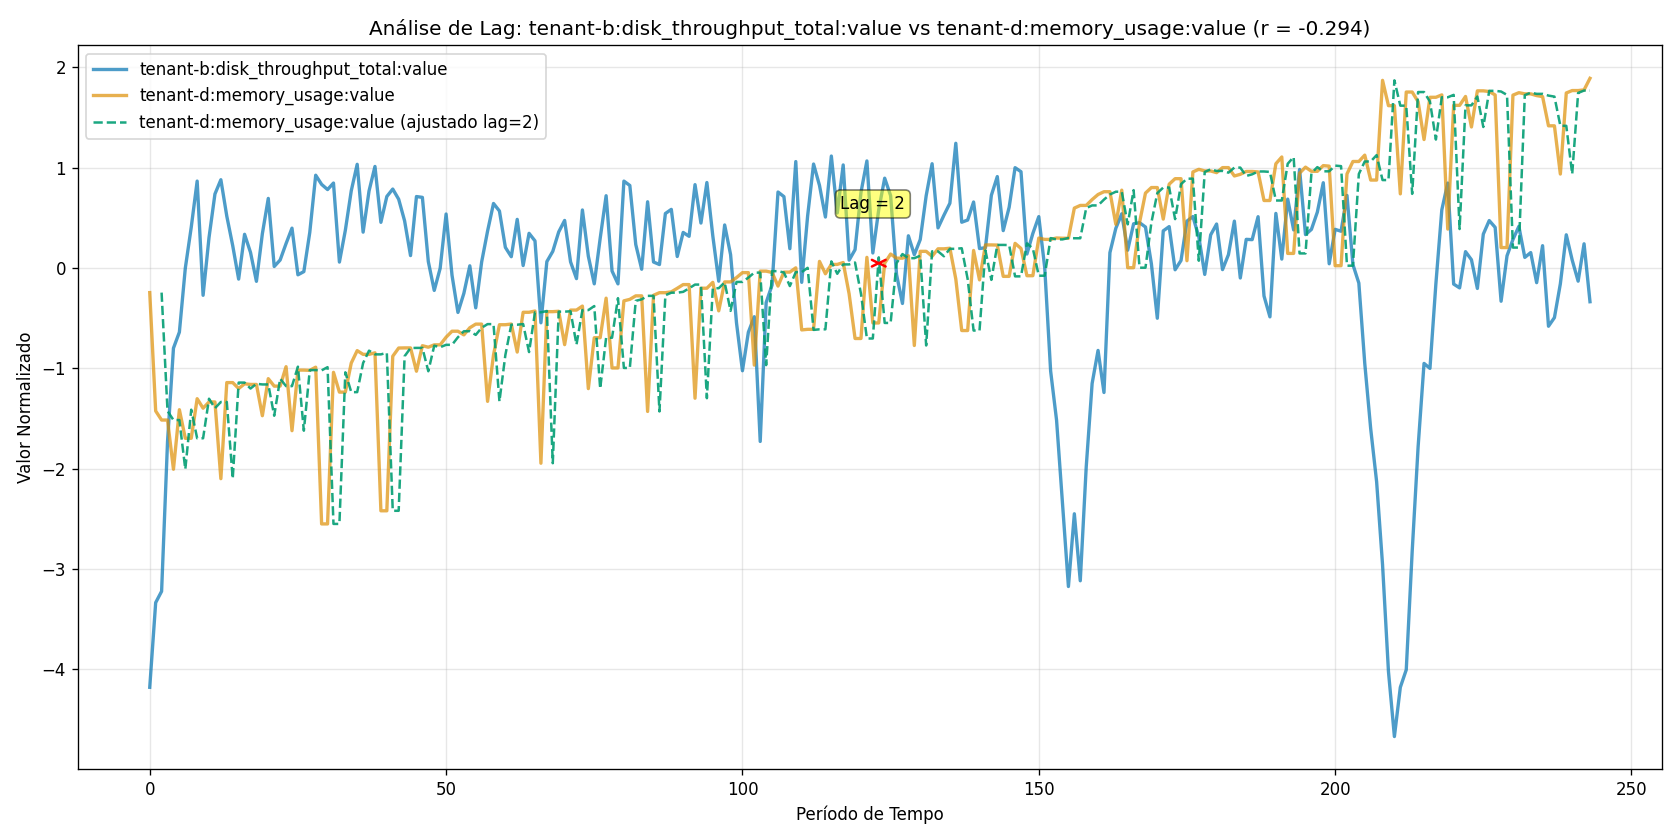 Análise de Lag: tenant-b:disk_throughput_total:value vs tenant-d:memory_usage:value (r = -0.294)
tenant-b:disk_throughput_total:value
tenant-d:memory_usage:value
tenant-d:memory_usage:value (ajustado lag=2)
Lag = 2
Valor Normalizado
2
1
0
−1
−2
−3
−4
0 50 100 150 200 250
Período de Tempo